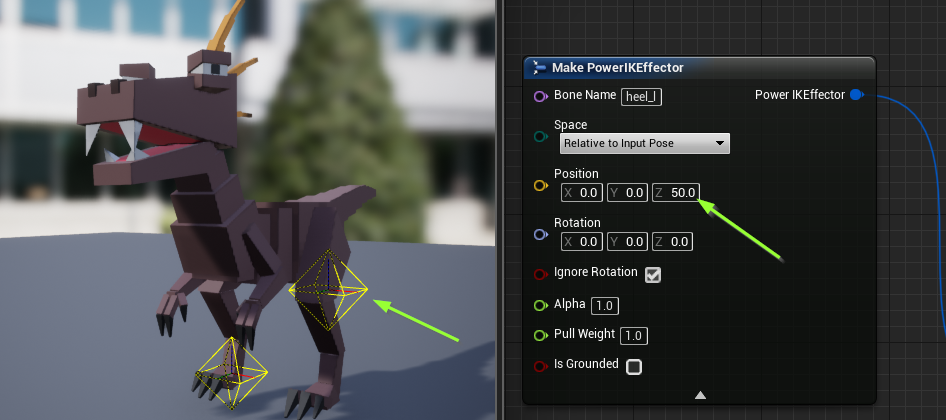 Make PowerIKEffector
Bone Name heel_l Power IKEffector
Space
Relative to Input Pose
Position
X 0.0 Y 0.0 Z 50.0
Rotation
X 0.0 Y 0.0 Z 0.0
Ignore Rotation
Alpha 1.0
Pull Weight 1.0
Is Grounded